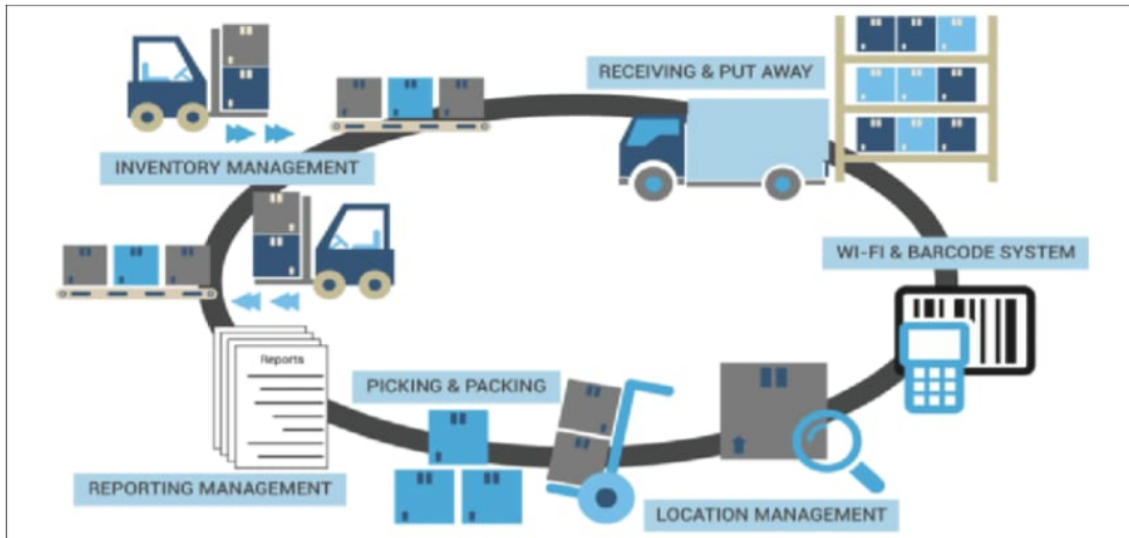 RECEIVING & PUT AWAY
INVENTORY MANAGEMENT
WI-FI & BARCODE SYSTEM
Reports
PICKING & PACKING
REPORTING MANAGEMENT
LOCATION MANAGEMENT